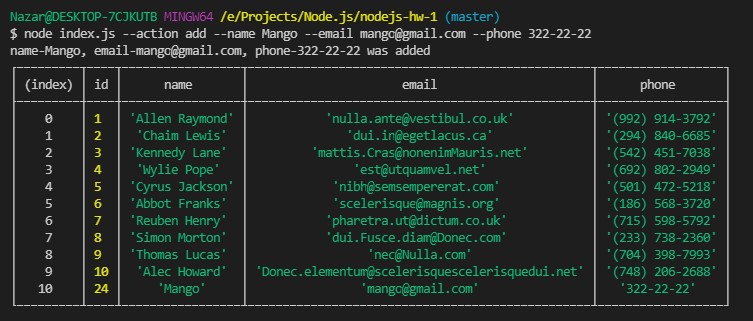 Nazar@DESKTOP-7CJKUTB MINGW64 /e/Projects/Node.js/nodejs-hw-1 (master)
$ node index.js --action add --name Mango --email mango@gmail.com --phone 322-22-22
name-Mango, email-mango@gmail.com, phone-322-22-22 was added
(index) id name email phone
0 1 'Allen Raymond' 'nulla.ante@vestibul.co.uk' '(992) 914-3792'
1 2 'Chaim Lewis' 'dui.in@egetlacus.ca' '(294) 840-6685'
2 3 'Kennedy Lane' 'mattis.Cras@nonenimMauris.net' '(542) 451-7038'
3 4 'Wylie Pope' 'est@utquamvel.net' '(692) 802-2949'
4 5 'Cyrus Jackson' 'nibh@semsempererat.com' '(501) 472-5218'
5 6 'Abbot Franks' 'scelerisque@magnis.org' '(186) 568-3720'
6 7 'Reuben Henry' 'pharetra.ut@dictum.co.uk' '(715) 598-5792'
7 8 'Simon Morton' 'dui.Fusce.diam@Donec.com' '(233) 738-2360'
8 9 'Thomas Lucas' 'nec@Nulla.com' '(704) 398-7993'
9 10 'Alec Howard' 'Donec.elementum@scelerisquescelerisquedui.net' '(748) 206-2688'
10 24 'Mango' 'mango@gmail.com' '322-22-22'